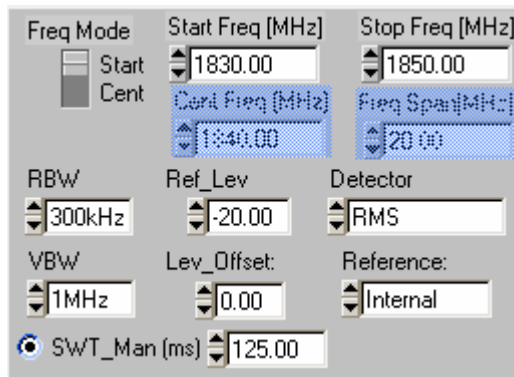 Freq Mode
Start
Cent
Start Freq [MHz]
1830.00
Stop Freq [MHz]
1850.00
Cent Freq [MHz]
1840.00
Freq Span[MHz]
20.00
RBW
300kHz
Ref_Lev
-20.00
Detector
RMS
VBW
1MHz
Lev_Offset:
0.00
Reference:
Internal
SWT_Man (ms)
125.00